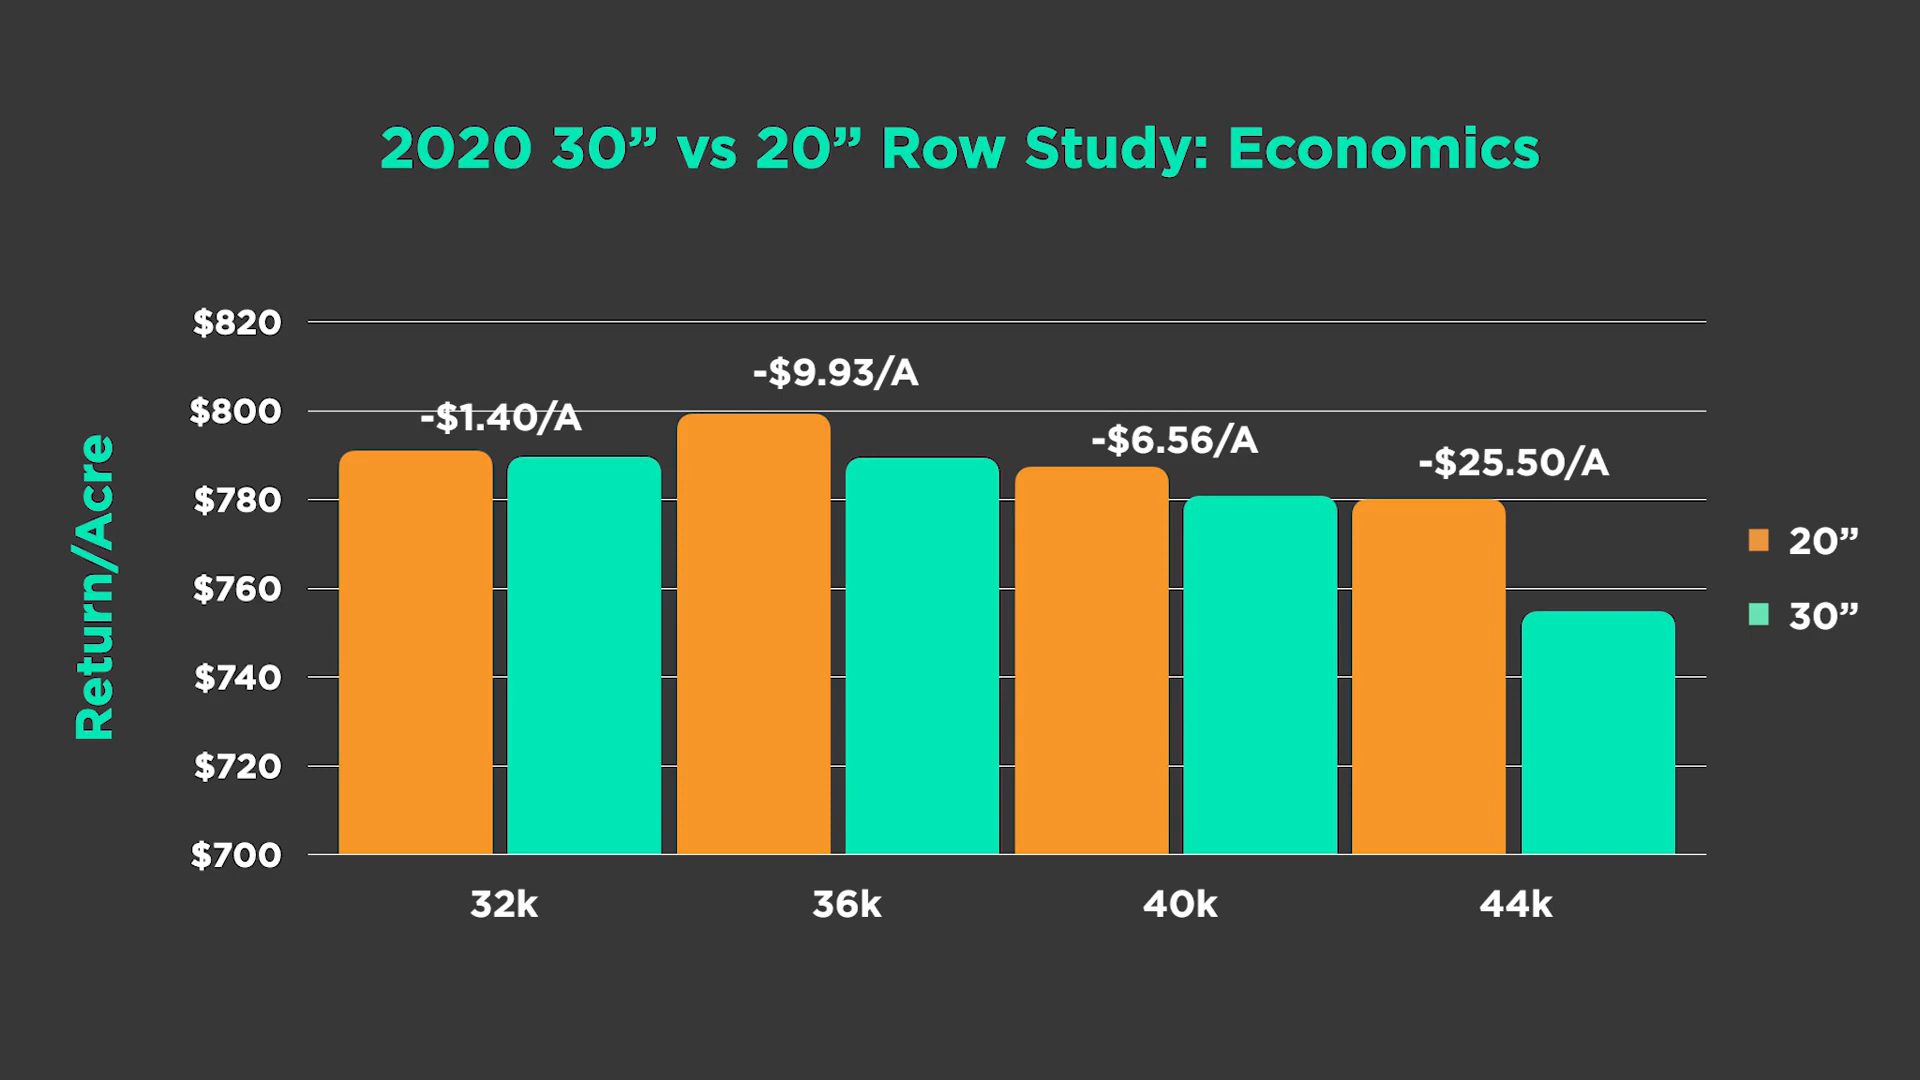 2020 30” vs 20” Row Study: Economics
Return/Acre
$820
$800
$780
$760
$740
$720
$700
-$1.40/A
-$9.93/A
-$6.56/A
-$25.50/A
32k
36k
40k
44k
20”
30”